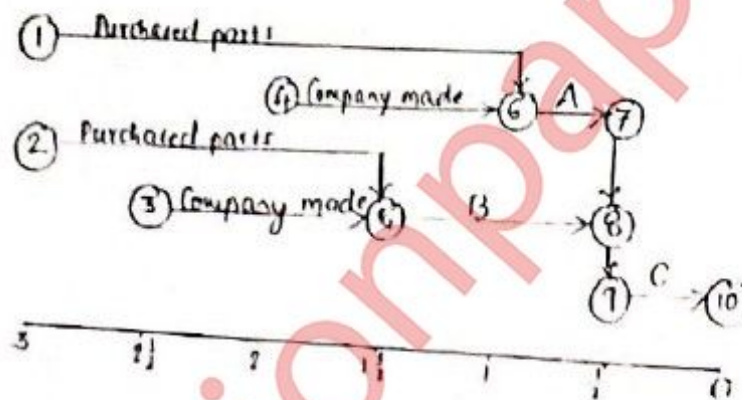 1 Purchased parts
4 Company made 6 A 7
2 Purchased parts
3 Company made 5 B 8
9 C 10
3 2½ 2 1½ 1 ½ 0
onpap